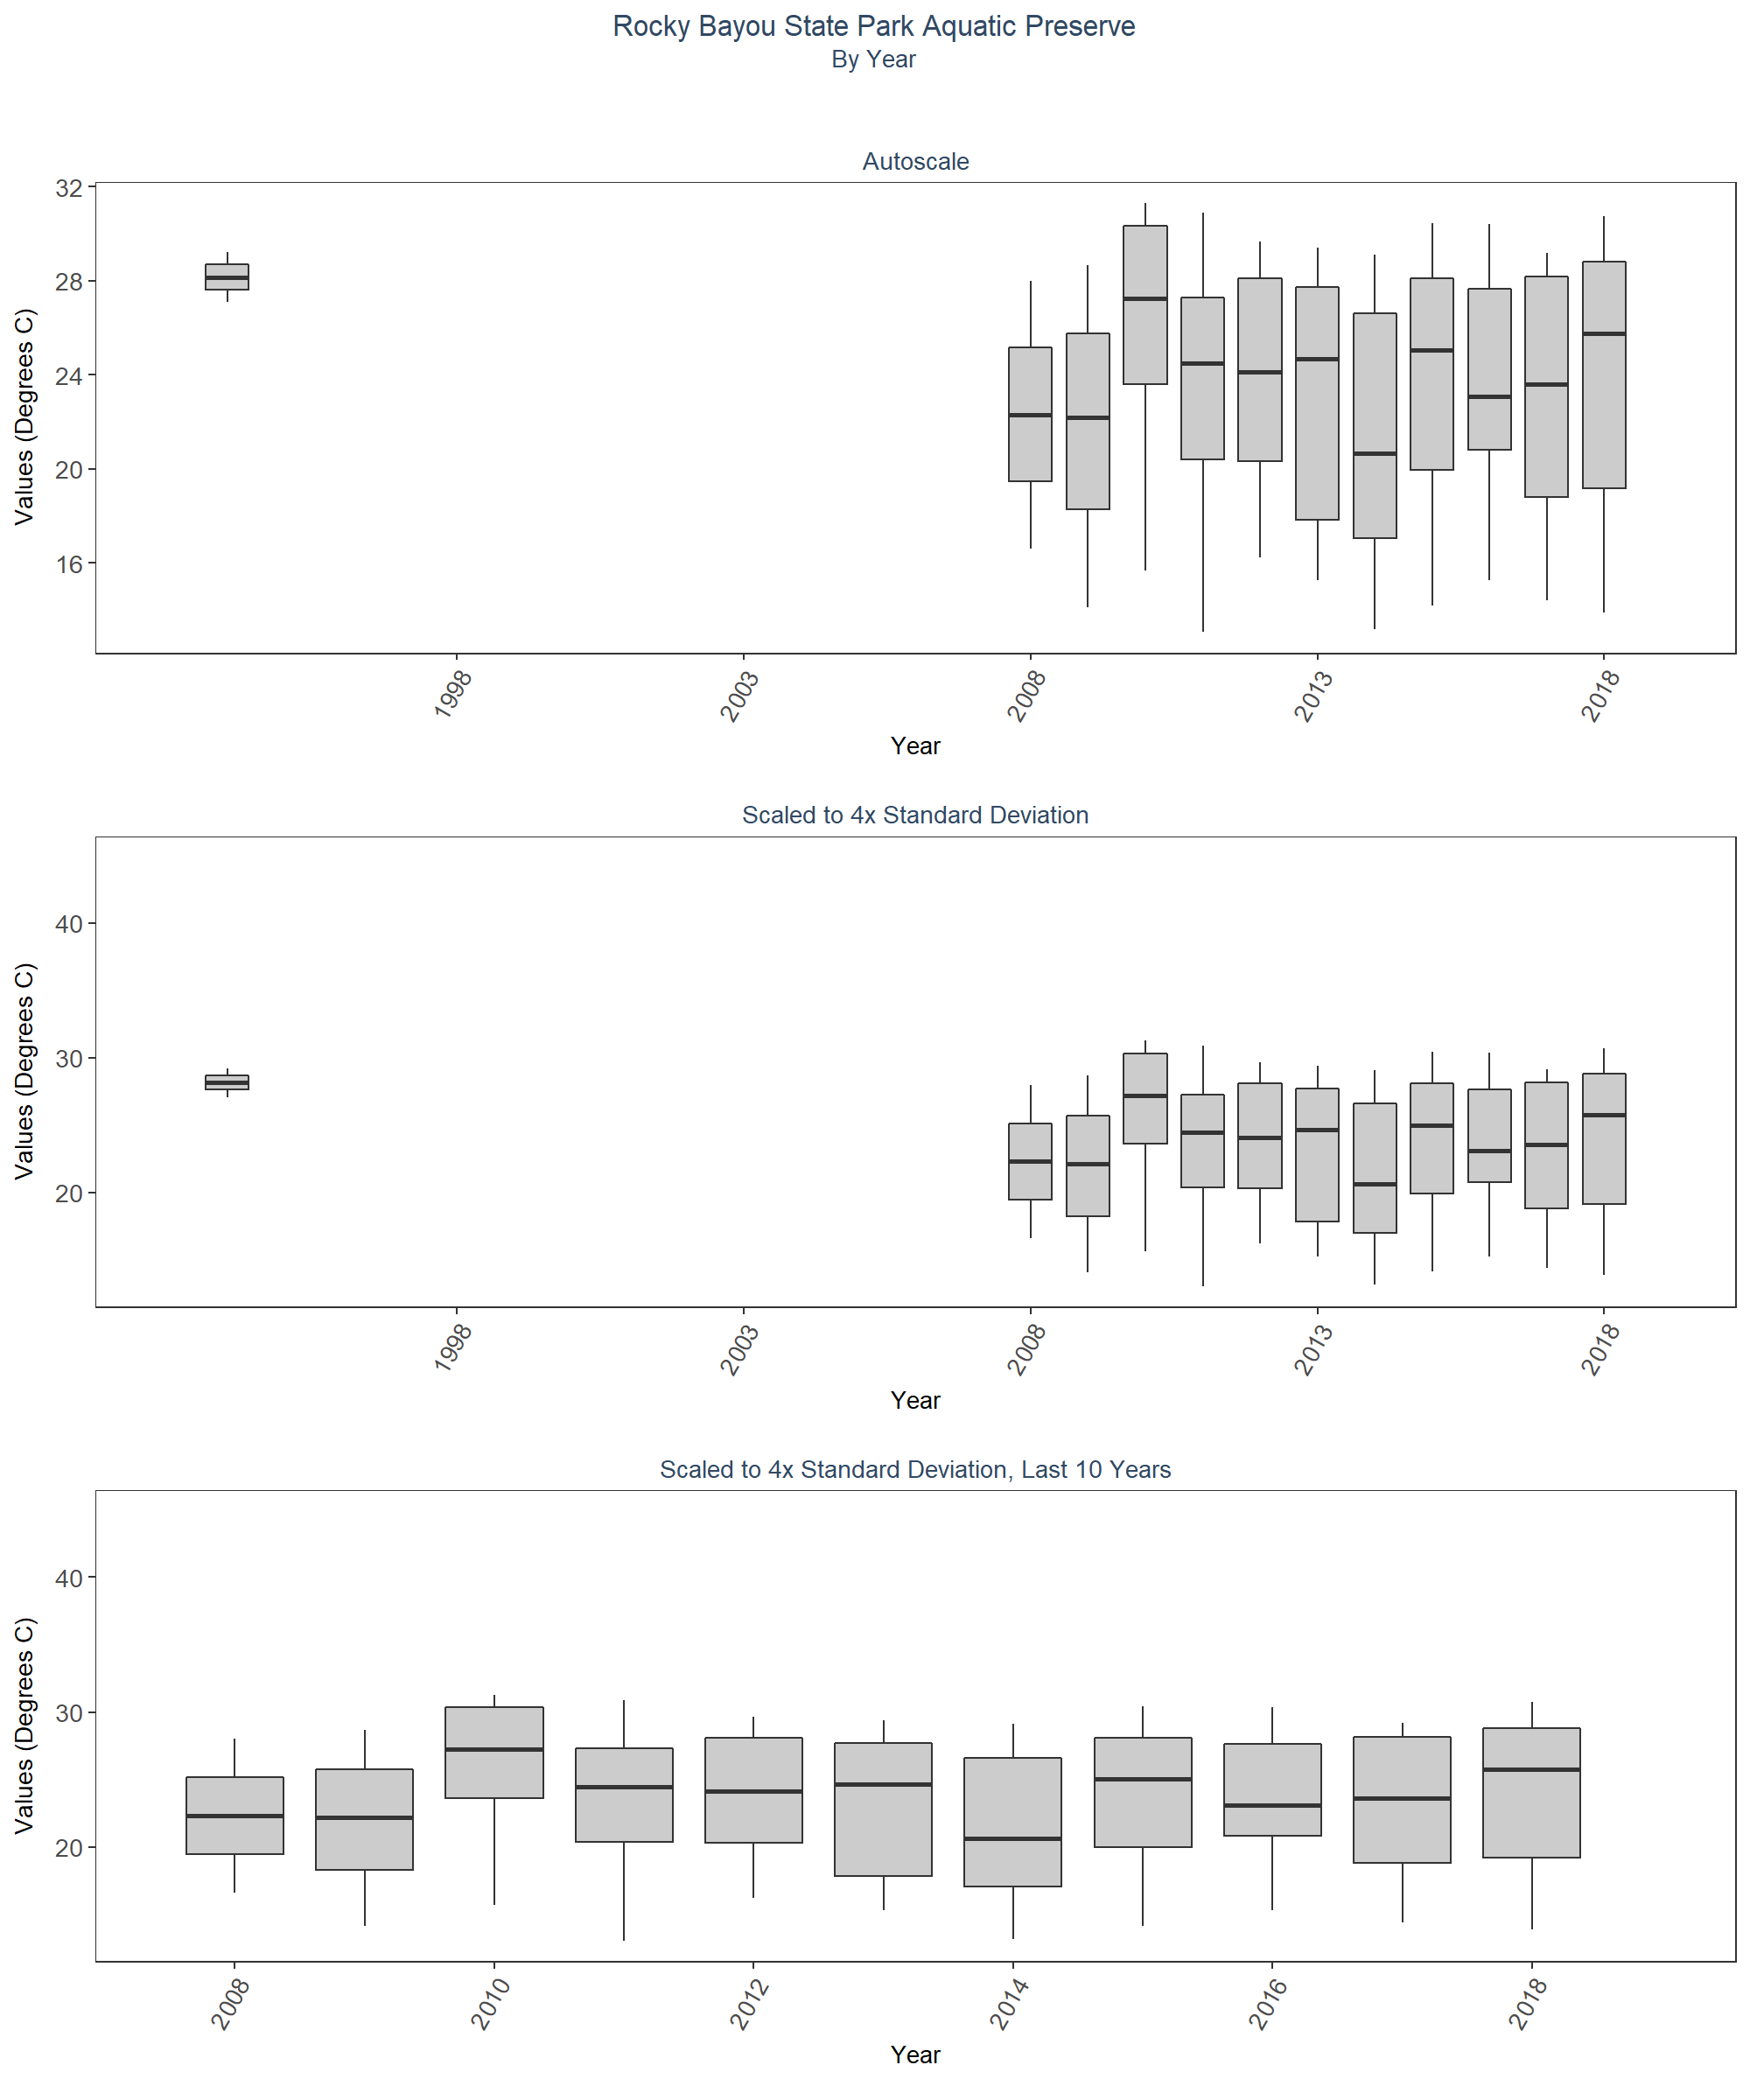 Rocky Bayou State Park Aquatic Preserve
By Year
Autoscale
Values (Degrees C)
32
28
24
20
16
1998
2003
2008
2013
2018
Year
Scaled to 4x Standard Deviation
Values (Degrees C)
40
30
20
1998
2003
2008
2013
2018
Year
Scaled to 4x Standard Deviation, Last 10 Years
Values (Degrees C)
40
30
20
2008
2010
2012
2014
2016
2018
Year